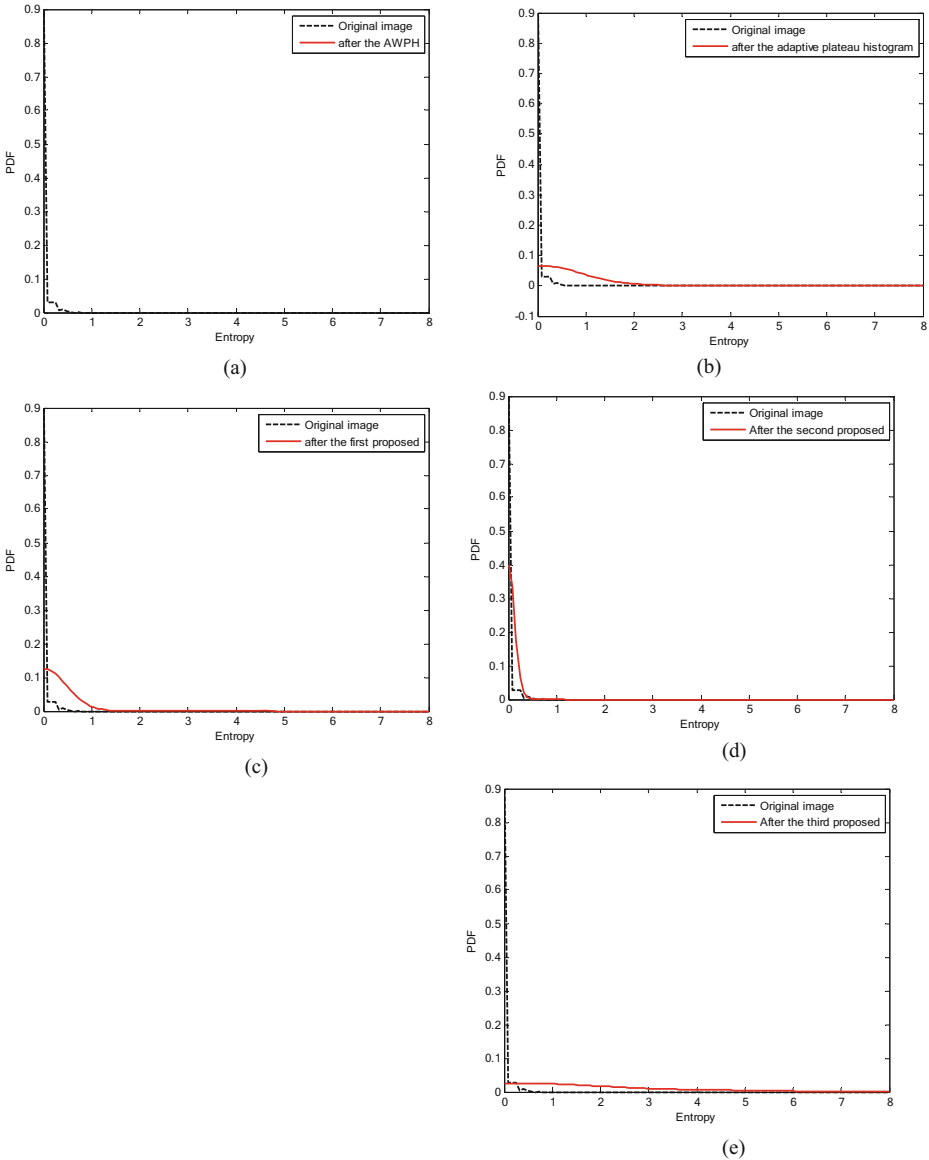 0.9
0.8
0.7
0.6
0.5
0.4
0.3
0.2
0.1
0
PDF
Original image
after the AWPH
0 1 2 3 4 5 6 7 8
Entropy
(a)
0.9
0.8
0.7
0.6
0.5
0.4
0.3
0.2
0.1
0
-0.1
PDF
Original image
after the adaptive plateau histogram
0 1 2 3 4 5 6 7 8
Entropy
(b)
0.9
0.8
0.7
0.6
0.5
0.4
0.3
0.2
0.1
0
PDF
Original image
after the first proposed
0 1 2 3 4 5 6 7 8
Entropy
(c)
0.9
0.8
0.7
0.6
0.5
0.4
0.3
0.2
0.1
0
PDF
Original image
After the second proposed
0 1 2 3 4 5 6 7 8
Entropy
(d)
0.9
0.8
0.7
0.6
0.5
0.4
0.3
0.2
0.1
0
PDF
Original image
After the third proposed
0 1 2 3 4 5 6 7 8
Entropy
(e)